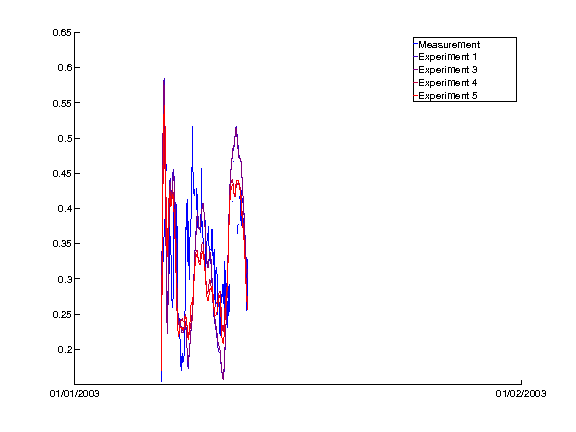 0.65
0.6
0.55
0.5
0.45
0.4
0.35
0.3
0.25
0.2
01/01/2003
01/02/2003
Measurement
Experiment 1
Experiment 3
Experiment 4
Experiment 5